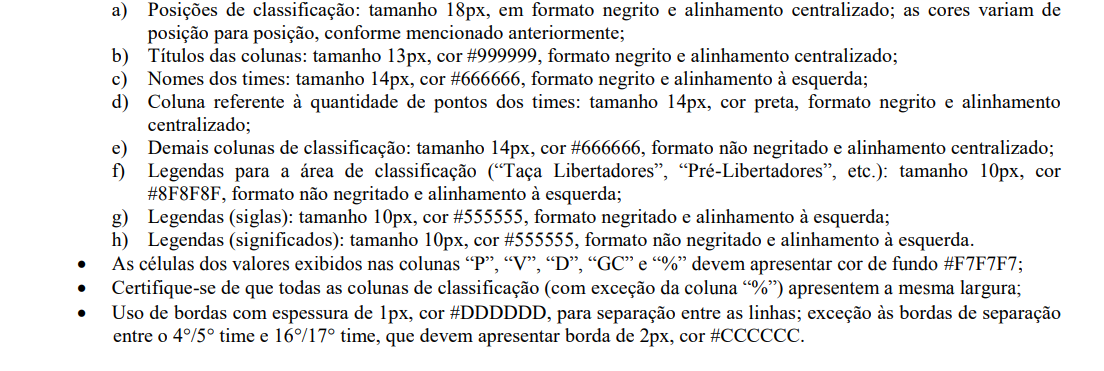 a) Posições de classificação: tamanho 18px, em formato negrito e alinhamento centralizado; as cores variam de
posição para posição, conforme mencionado anteriormente;
b) Títulos das colunas: tamanho 13px, cor #999999, formato negrito e alinhamento centralizado;
c) Nomes dos times: tamanho 14px, cor #666666, formato negrito e alinhamento à esquerda;
d) Coluna referente à quantidade de pontos dos times: tamanho 14px, cor preta, formato negrito e alinhamento
centralizado;
e) Demais colunas de classificação: tamanho 14px, cor #666666, formato não negritado e alinhamento centralizado;
f) Legendas para a área de classificação (“Taça Libertadores”, “Pré-Libertadores”, etc.): tamanho 10px, cor
#8F8F8F, formato não negritado e alinhamento à esquerda;
g) Legendas (siglas): tamanho 10px, cor #555555, formato negritado e alinhamento à esquerda;
h) Legendas (significados): tamanho 10px, cor #555555, formato não negritado e alinhamento à esquerda.
• As células dos valores exibidos nas colunas “P”, “V”, “D”, “GC” e “%” devem apresentar cor de fundo #F7F7F7;
• Certifique-se de que todas as colunas de classificação (com exceção da coluna “%”) apresentem a mesma largura;
• Uso de bordas com espessura de 1px, cor #DDDDDD, para separação entre as linhas; exceção às bordas de separação
entre o 4°/5° time e 16°/17° time, que devem apresentar borda de 2px, cor #CCCCCC.